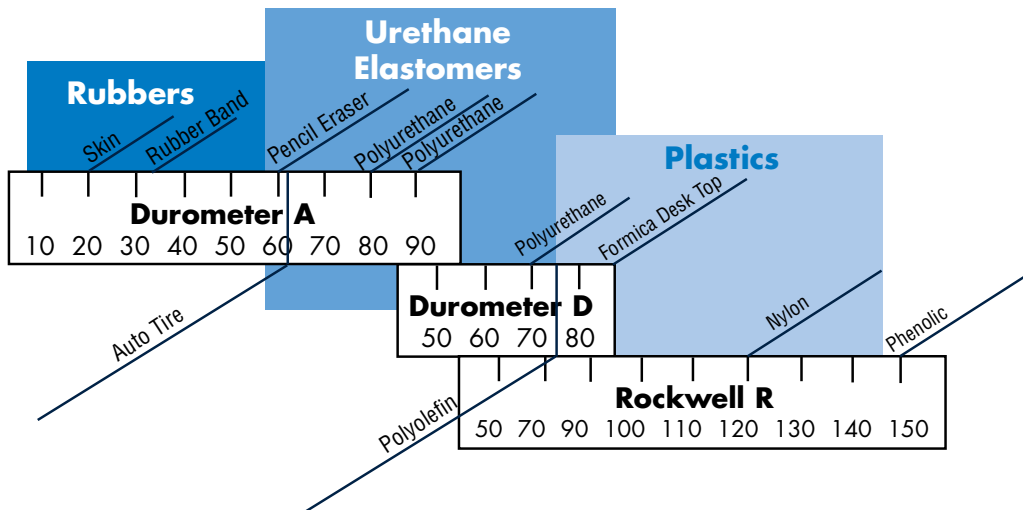 Urethane
Elastomers
Rubbers
Skin
Rubber Band
Pencil Eraser
Polyurethane
Polyurethane
Plastics
Durometer A
10 20 30 40 50 60 70 80 90
Polyurethane
Formica Desk Top
Auto Tire
Durometer D
50 60 70 80
Nylon
Phenolic
Polyolefin
Rockwell R
50 70 90 100 110 120 130 140 150